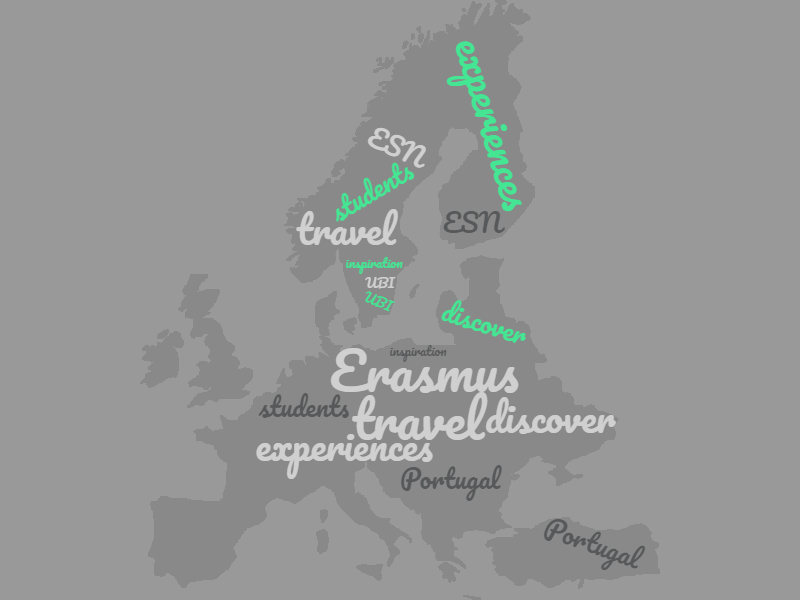 experiences
ESN
students
travel
ESN
inspiration
UBI
UBI
discover
inspiration
Erasmus
students
travel
discover
experiences
Portugal
Portugal